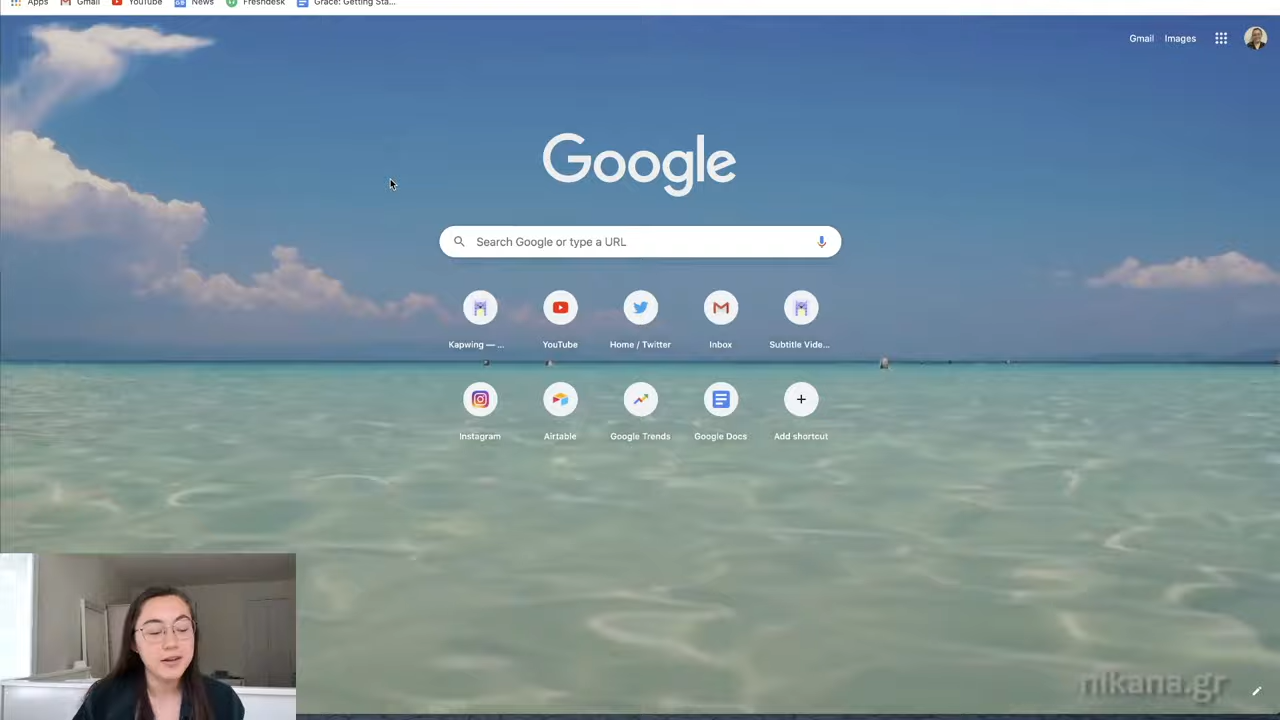 Apps Gmail YouTube News Freshdesk Grace: Getting Sta...
Gmail Images
Google
Search Google or type a URL
Kapwing — ... YouTube Home / Twitter Inbox Subtitle Vide...
Instagram Airtable Google Trends Google Docs Add shortcut
nikana.gr